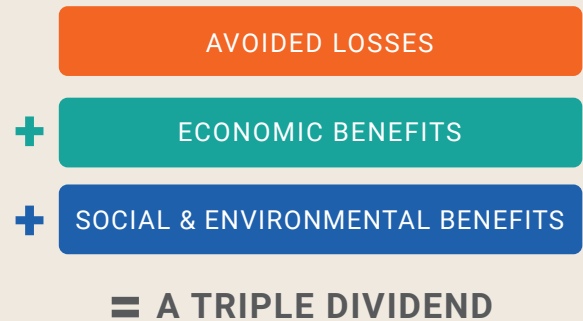 AVOIDED LOSSES
+ ECONOMIC BENEFITS
+ SOCIAL & ENVIRONMENTAL BENEFITS
= A TRIPLE DIVIDEND